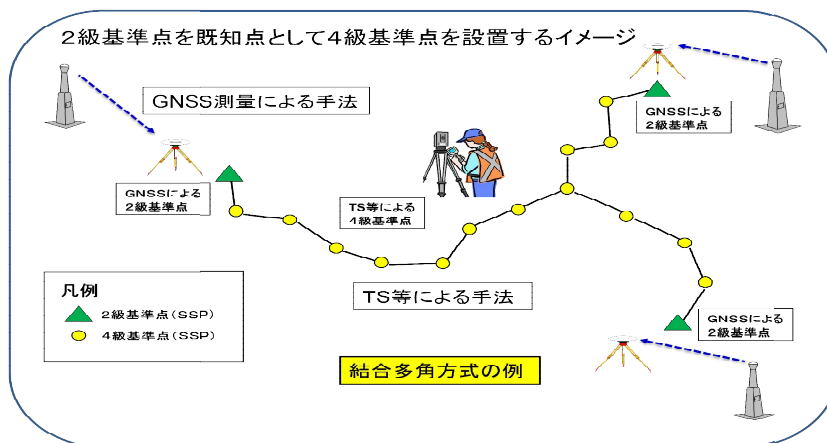 2級基準点を既知点として4級基準点を設置するイメージ
GNSS測量による手法
GNSSによる
2級基準点
GNSSによる
2級基準点
TS等による
4級基準点
TS等による手法
GNSSによる
2級基準点
凡例
2級基準点(SSP)
4級基準点(SSP)
結合多角方式の例